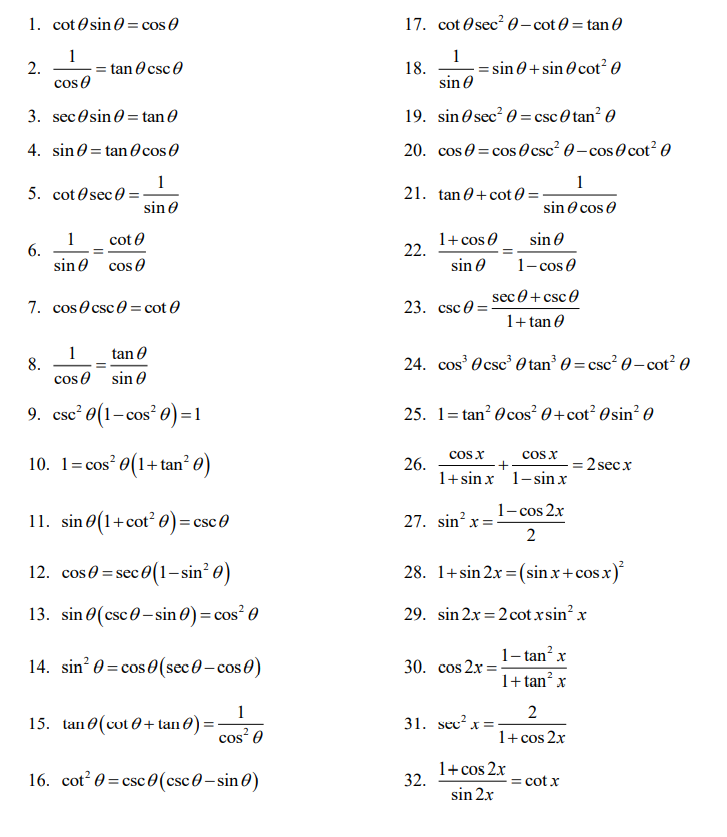 1. cot θ sin θ = cos θ
2. 1/cos θ = tan θ csc θ
3. sec θ sin θ = tan θ
4. sin θ = tan θ cos θ
5. cot θ sec θ = 1/sin θ
6. 1/sin θ = cot θ/cos θ
7. cos θ csc θ = cot θ
8. 1/cos θ = tan θ/sin θ
9. csc² θ(1 − cos² θ) = 1
10. 1 = cos² θ(1 + tan² θ)
11. sin θ(1 + cot² θ) = csc θ
12. cos θ = sec θ(1 − sin² θ)
13. sin θ(csc θ − sin θ) = cos² θ
14. sin² θ = cos θ(sec θ − cos θ)
15. tan θ(cot θ + tan θ) = 1/cos² θ
16. cot² θ = csc θ(csc θ − sin θ)
17. cot θ sec² θ − cot θ = tan θ
18. 1/sin θ = sin θ + sin θ cot² θ
19. sin θ sec² θ = csc θ tan² θ
20. cos θ = cos θ csc² θ − cos θ cot² θ
21. tan θ + cot θ = 1/(sin θ cos θ)
22. (1 + cos θ)/sin θ = sin θ/(1 − cos θ)
23. csc θ = (sec θ + csc θ)/(1 + tan θ)
24. cos³ θ csc³ θ tan³ θ = csc² θ − cot² θ
25. 1 = tan² θ cos² θ + cot² θ sin² θ
26. cos x/(1 + sin x) + cos x/(1 − sin x) = 2 sec x
27. sin² x = (1 − cos 2x)/2
28. 1 + sin 2x = (sin x + cos x)²
29. sin 2x = 2 cot x sin² x
30. cos 2x = (1 − tan² x)/(1 + tan² x)
31. sec² x = 2/(1 + cos 2x)
32. (1 + cos 2x)/sin 2x = cot x